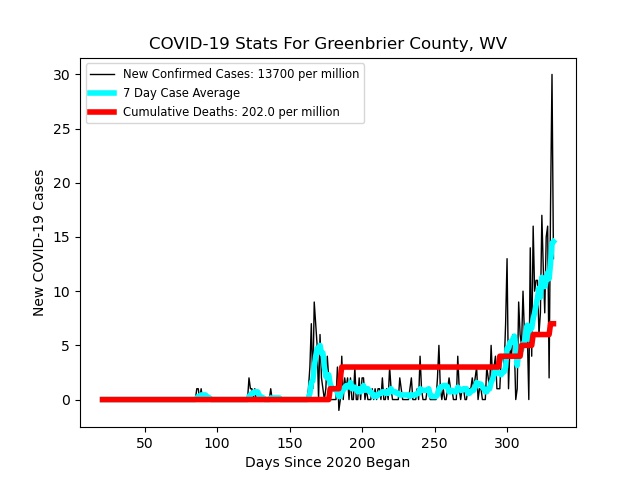 COVID-19 Stats For Greenbrier County, WV
New Confirmed Cases: 13700 per million
7 Day Case Average
Cumulative Deaths: 202.0 per million
New COVID-19 Cases
30
25
20
15
10
5
0
50 100 150 200 250 300
Days Since 2020 Began